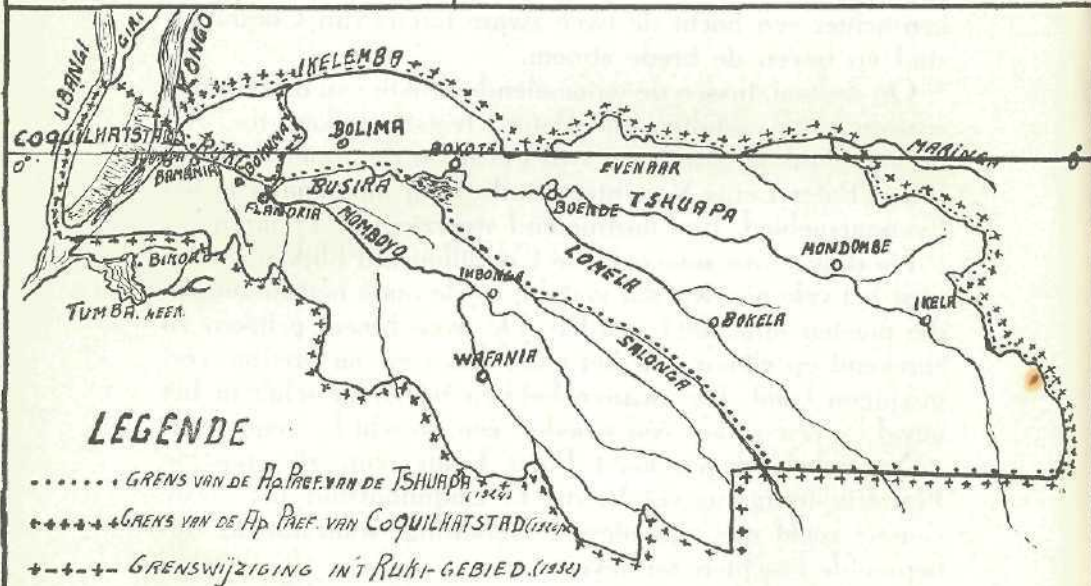 UBANGI
GIRI
KONGO
IKELEMBA
COQUILHATSTAD
BOLIMA
BOKOTA
MARINGA
0°
EVENAAR
0°
BAMANIA
BUSIRA
FLANDRIA
BOENDE
TSHUAPA
MOMBOYO
LOMELA
MONDOMBE
BIKORO
IMBONGA
TUMBA. MEER.
BOKELA
IKELA
WAFANIA
SALONGA
LEGENDE
GRENS VAN DE AP. PREF. VAN DE TSHUAPA
GRENS VAN DE AP. PREF. VAN COQUILHATSTAD
GRENSWIJZIGING IN'T RUKI-GEBIED. (1932)